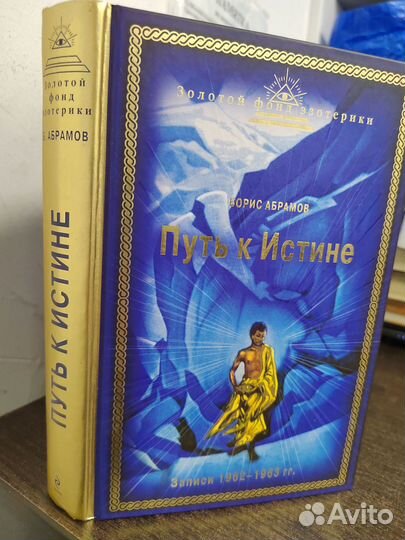 Золотой
фонд
эзотерики
Б. АБРАМОВ
ПУТЬ К ИСТИНЕ
Золотой фонд эзотерики
БОРИС АБРАМОВ
Путь к Истине
Записи 1962–1963 гг.
Avito